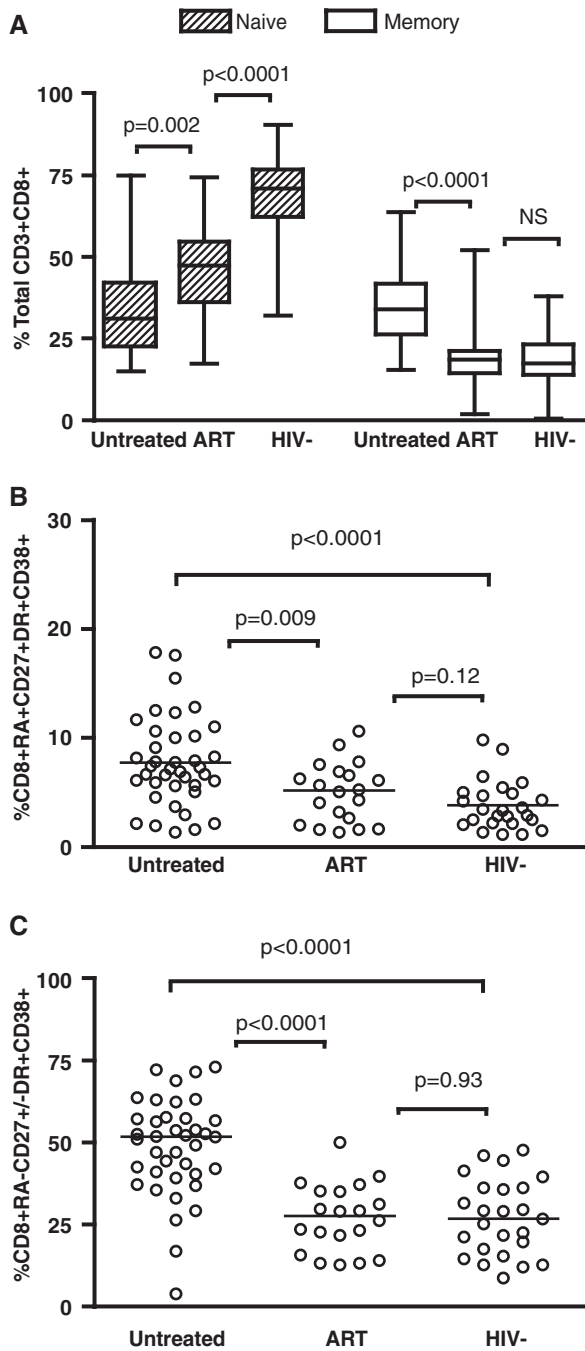 A
Naive Memory
p<0.0001
p=0.002
p<0.0001
NS
% Total CD3+CD8+
100
75
50
25
0
Untreated ART HIV- Untreated ART HIV-
B
p<0.0001
p=0.009
p=0.12
%CD8+RA+CD27+DR+CD38+
30
20
10
0
Untreated ART HIV-
C
p<0.0001
p<0.0001
p=0.93
%CD8+RA-CD27+/-DR+CD38+
100
75
50
25
0
Untreated ART HIV-